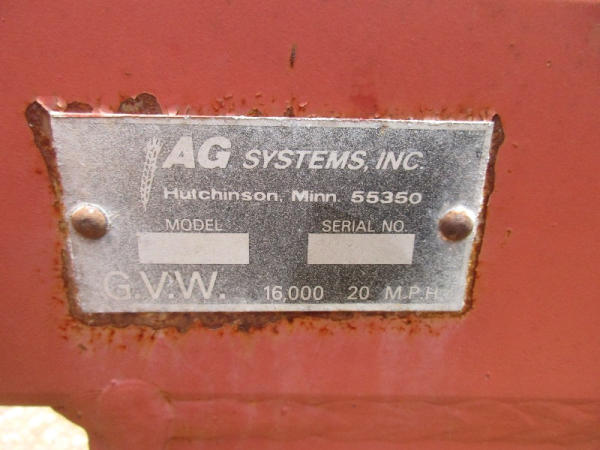 AG SYSTEMS, INC.
Hutchinson, Minn. 55350
MODEL SERIAL NO.
G.V.W. 16,000 20 M.P.H.